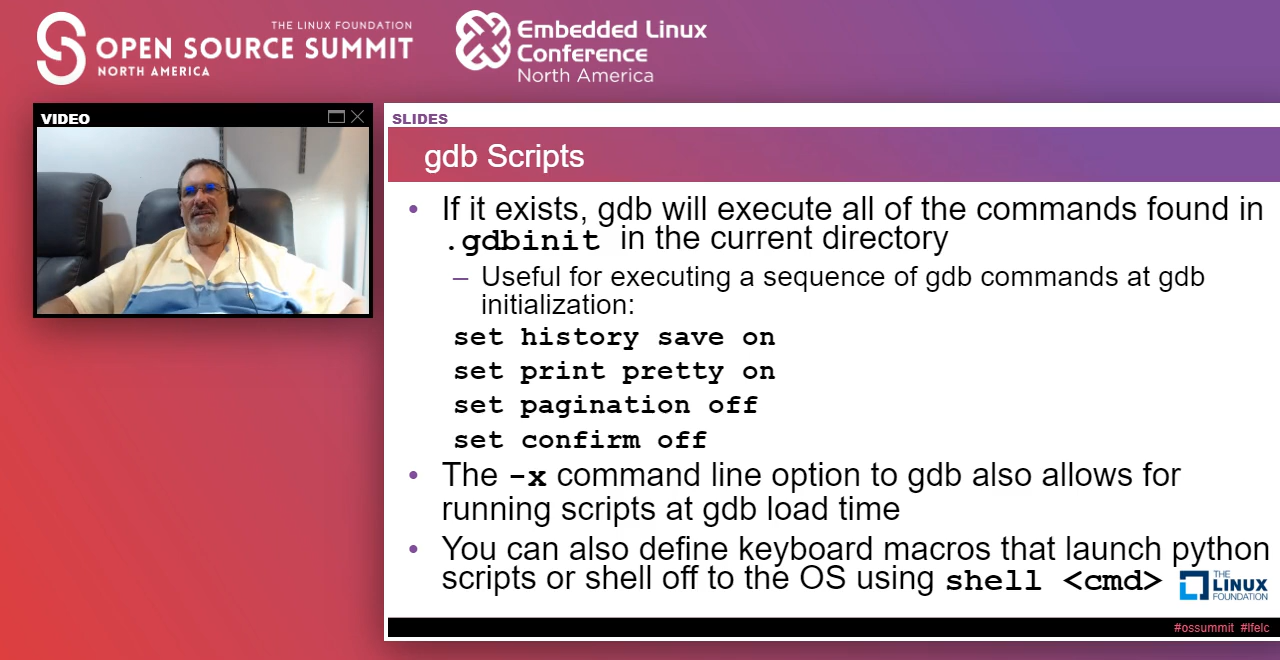 THE LINUX FOUNDATION
OPEN SOURCE SUMMIT
NORTH AMERICA
Embedded Linux
Conference
North America
VIDEO
SLIDES
gdb Scripts
• If it exists, gdb will execute all of the commands found in
.gdbinit in the current directory
– Useful for executing a sequence of gdb commands at gdb
initialization:
set history save on
set print pretty on
set pagination off
set confirm off
• The -x command line option to gdb also allows for
running scripts at gdb load time
• You can also define keyboard macros that launch python
scripts or shell off to the OS using shell <cmd>
THE
LINUX
FOUNDATION
#ossummit #lfelc